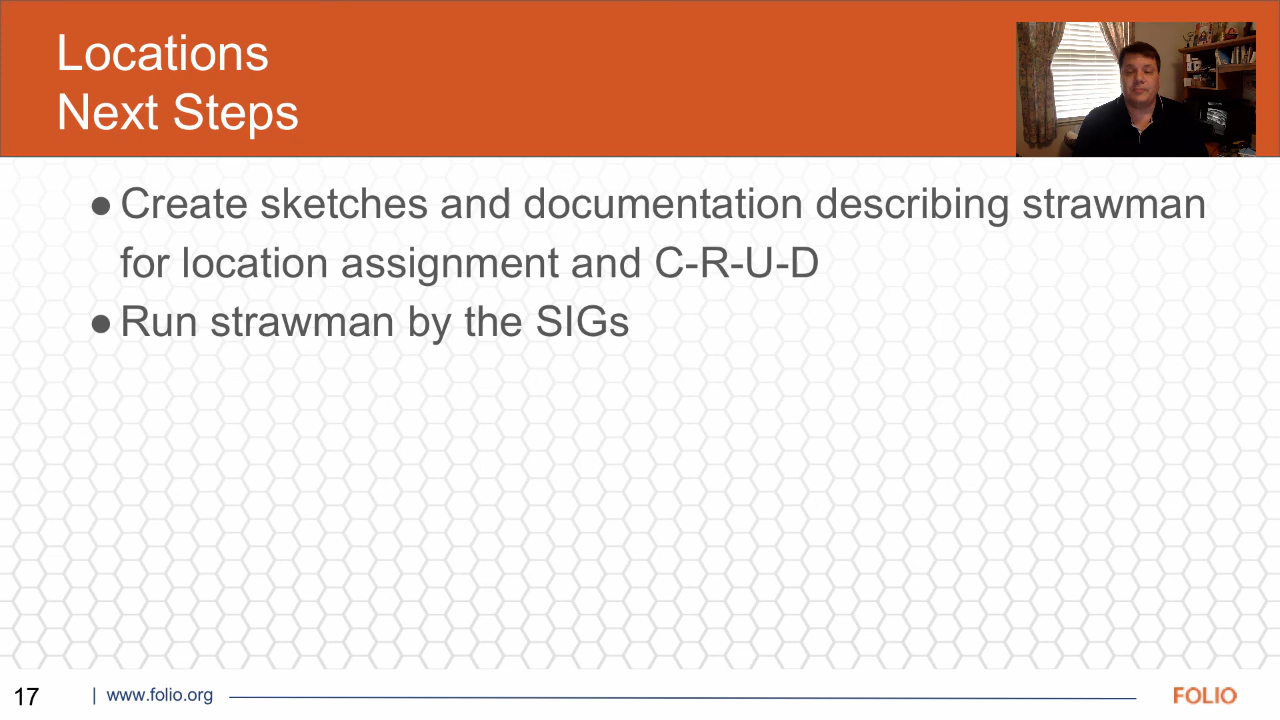 Locations
Next Steps
● Create sketches and documentation describing strawman
for location assignment and C-R-U-D
● Run strawman by the SIGs
17 | www.folio.org FOLIO